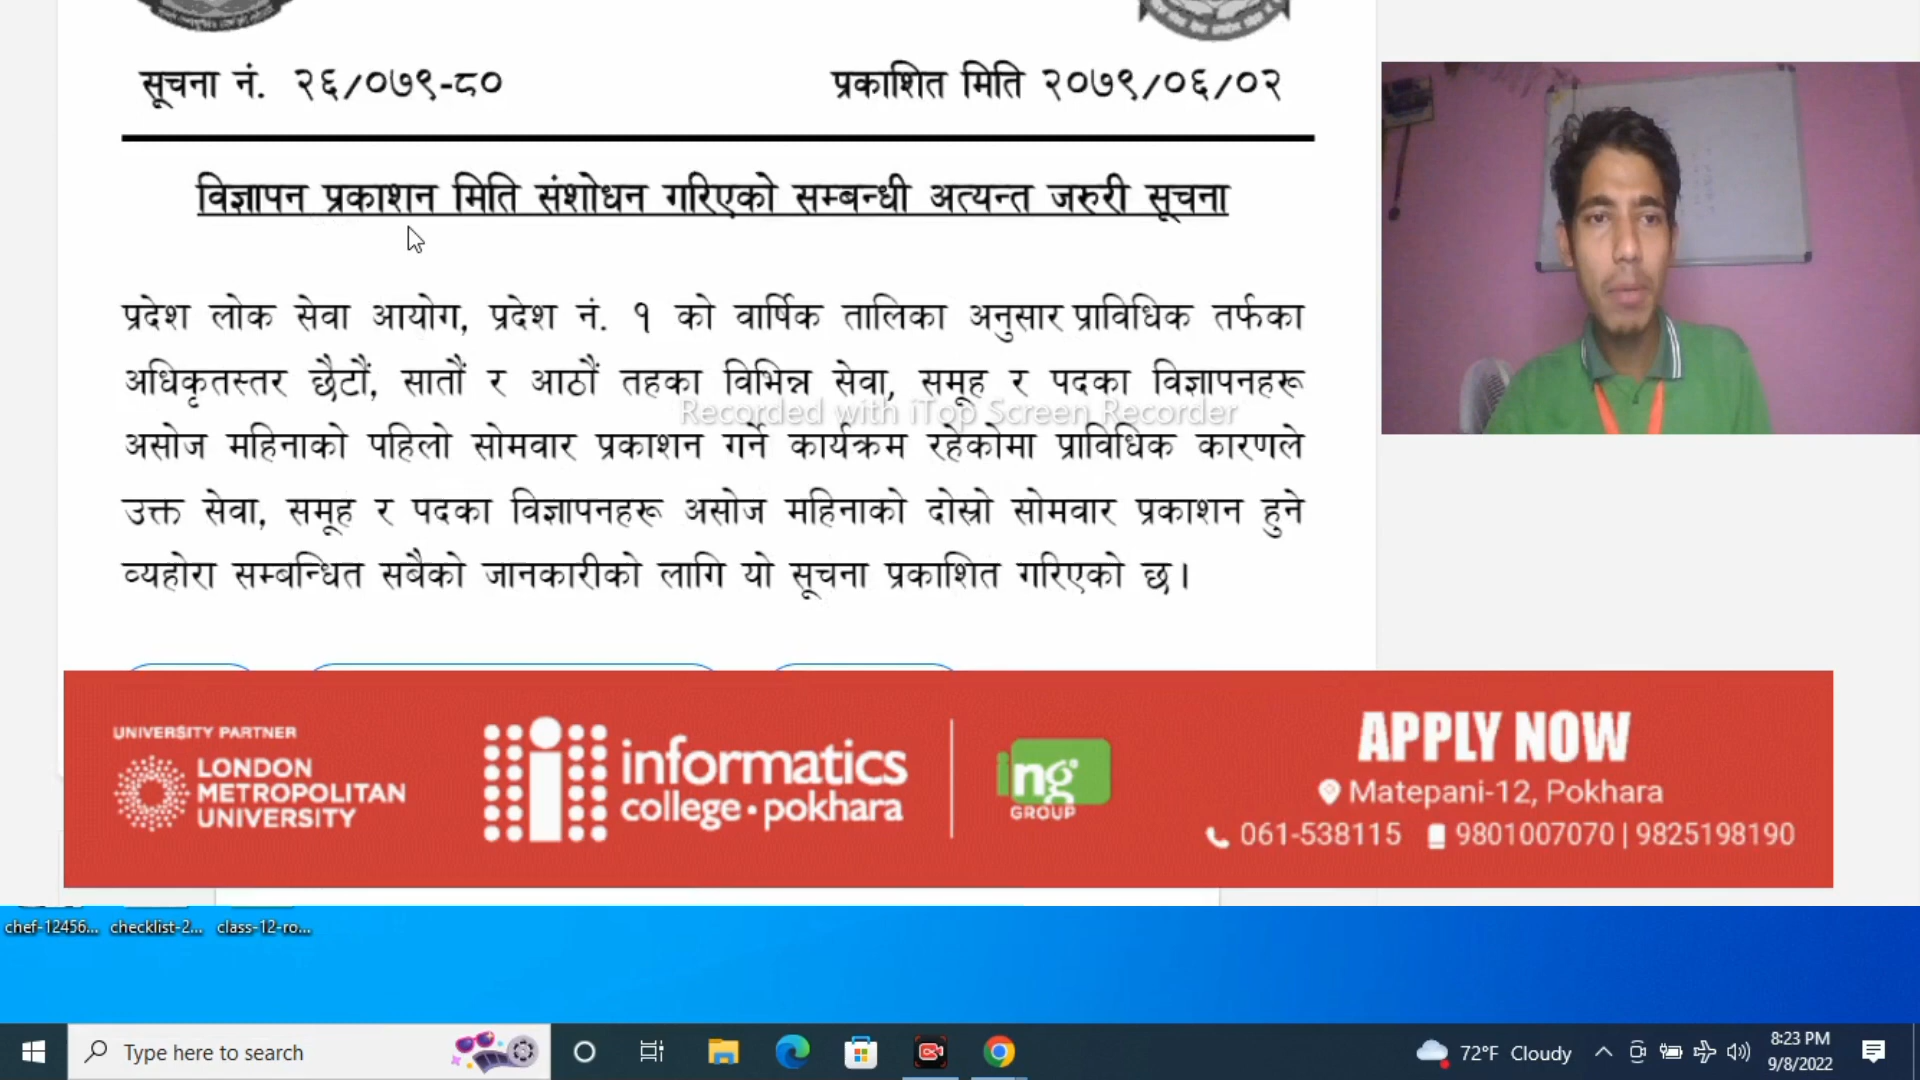 सूचना नं. २६/०७९-८० प्रकाशित मिति २०७९/०६/०२
विज्ञापन प्रकाशन मिति संशोधन गरिएको सम्बन्धी अत्यन्त जरुरी सूचना
प्रदेश लोक सेवा आयोग, प्रदेश नं. १ को वार्षिक तालिका अनुसार प्राविधिक तर्फका
अधिकृतस्तर छैटौं, सातौं र आठौं तहका विभिन्न सेवा, समूह र पदका विज्ञापनहरू
Recorded with iTop Screen Recorder
असोज महिनाको पहिलो सोमवार प्रकाशन गर्ने कार्यक्रम रहेकोमा प्राविधिक कारणले
उक्त सेवा, समूह र पदका विज्ञापनहरू असोज महिनाको दोस्रो सोमवार प्रकाशन हुने
व्यहोरा सम्बन्धित सबैको जानकारीको लागि यो सूचना प्रकाशित गरिएको छ।
UNIVERSITY PARTNER
LONDON
METROPOLITAN
UNIVERSITY
informatics
college • pokhara
ing
GROUP
APPLY NOW
Matepani-12, Pokhara
061-538115 9801007070 | 9825198190
chef-12456... checklist-2... class-12-ro...
Type here to search
72°F Cloudy
8:23 PM
9/8/2022